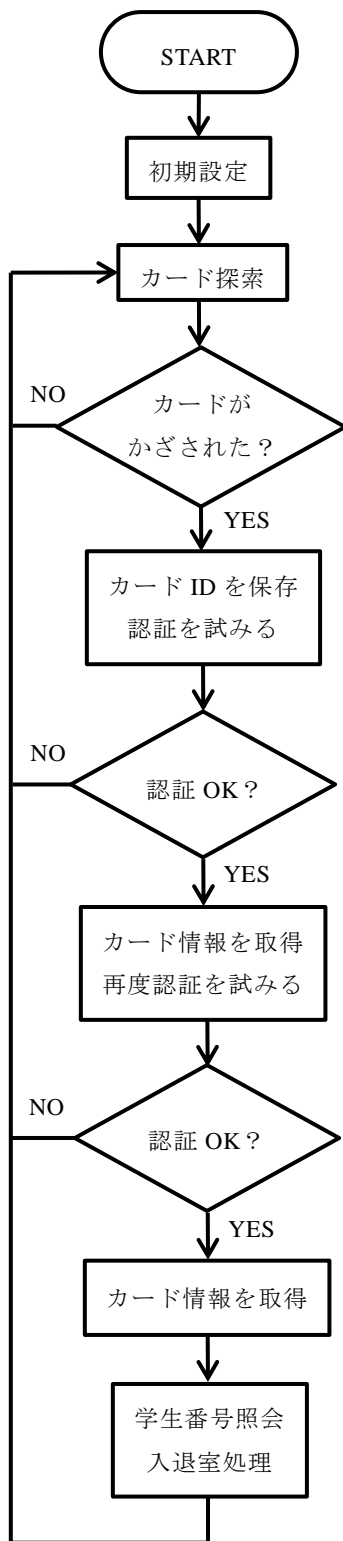 START
初期設定
カード探索
NO
カードが
かざされた？
YES
カード ID を保存
認証を試みる
NO
認証 OK？
YES
カード情報を取得
再度認証を試みる
NO
認証 OK？
YES
カード情報を取得
学生番号照会
入退室処理